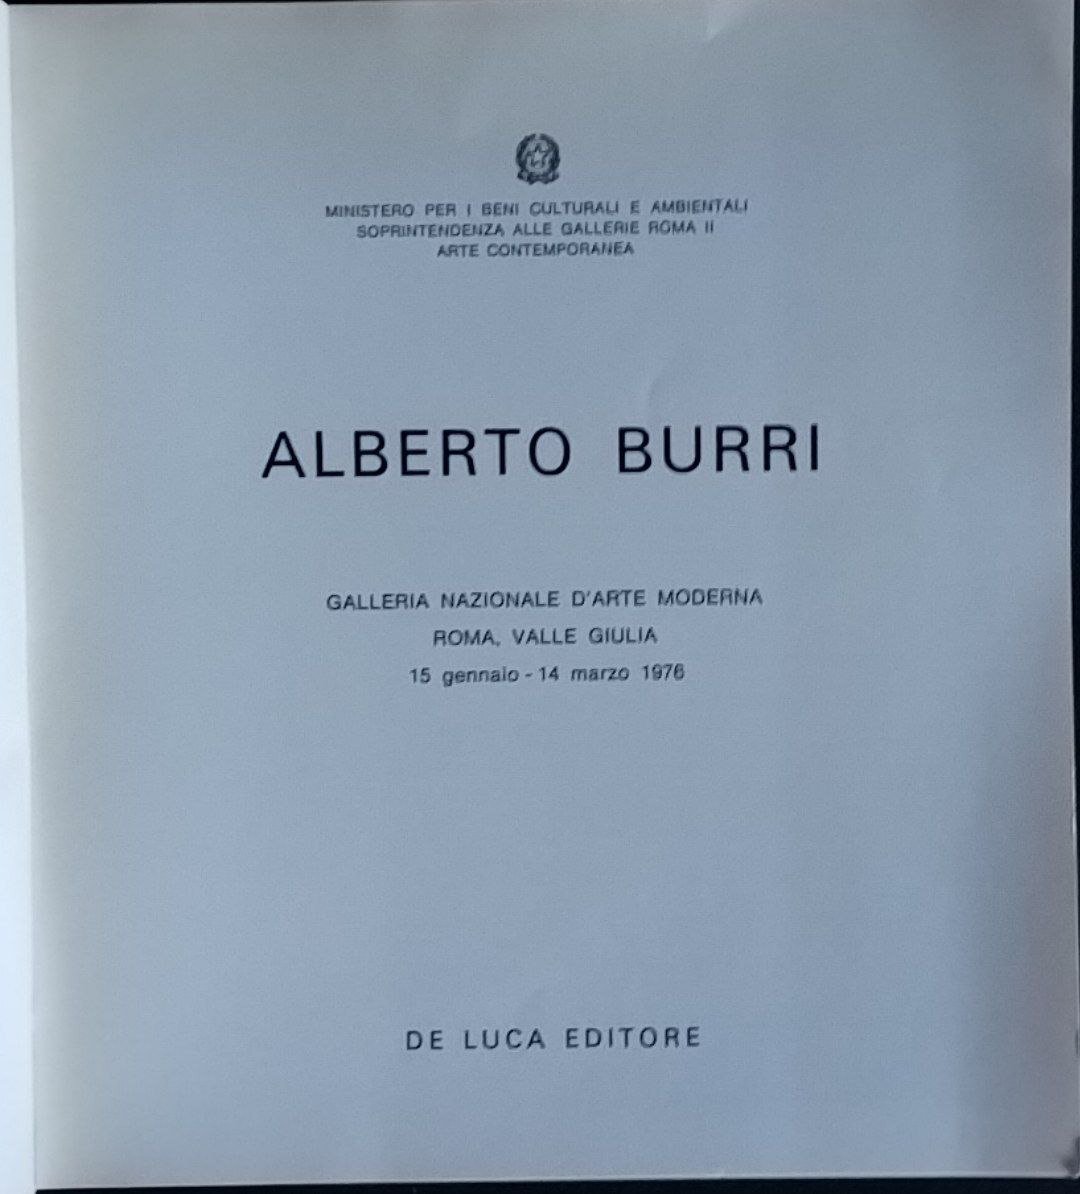 MINISTERO PER I BENI CULTURALI E AMBIENTALI
SOPRINTENDENZA ALLE GALLERIE ROMA II
ARTE CONTEMPORANEA
ALBERTO BURRI
GALLERIA NAZIONALE D'ARTE MODERNA
ROMA, VALLE GIULIA
15 gennaio - 14 marzo 1976
DE LUCA EDITORE